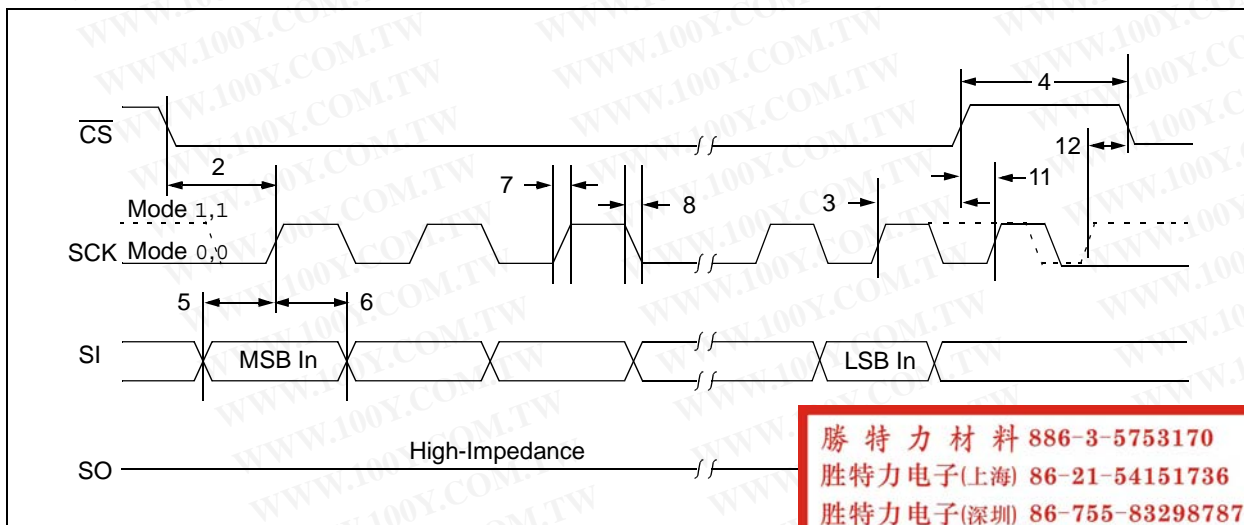 4
CS
12
2
7
11
Mode 1,1
8
3
SCK
Mode 0,0
5
6
SI
MSB In
LSB In
High-Impedance
SO
勝特力材料 886-3-5753170
胜特力电子(上海) 86-21-54151736
胜特力电子(深圳) 86-755-83298787
WWW.100Y.COM.TW